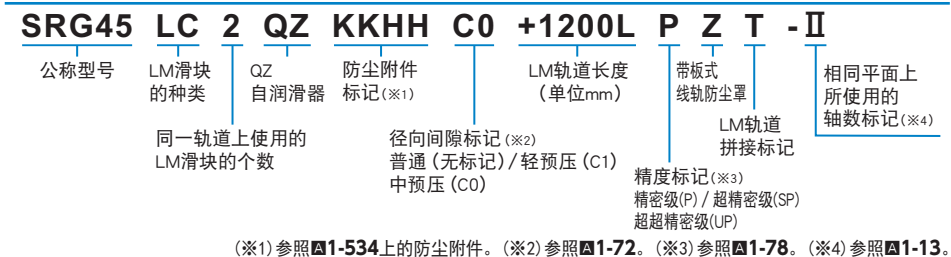 SRG45 LC 2 QZ KKHH C0 +1200L P Z T -Ⅱ
公称型号
LM滑块
的种类
QZ
自润滑器
防尘附件
标记(※1)
LM轨道长度
(单位mm)
带板式
线轨防尘罩
相同平面上
所使用的
轴数标记(※4)
同一轨道上使用的
LM滑块的个数
径向间隙标记(※2)
普通(无标记)/轻预压(C1)
中预压(C0)
LM轨道
拼接标记
精度标记(※3)
精密级(P)/超精密级(SP)
超超精密级(UP)
(※1)参照A1-534上的防尘附件。(※2)参照A1-72。(※3)参照A1-78。(※4)参照A1-13。